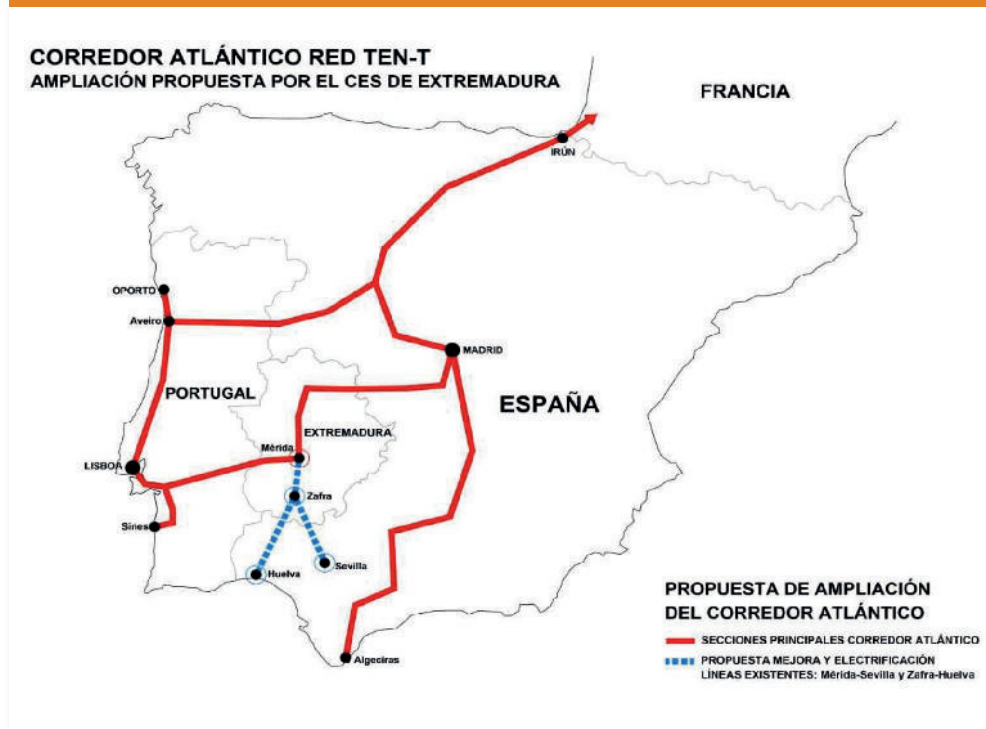 CORREDOR ATLÁNTICO RED TEN-T
AMPLIACIÓN PROPUESTA POR EL CES DE EXTREMADURA
FRANCIA
IRÚN
OPORTO
Aveiro
MADRID
PORTUGAL
ESPAÑA
EXTREMADURA
Mérida
LISBOA
Zafra
Sines
Huelva
Sevilla
Algeciras
PROPUESTA DE AMPLIACIÓN
DEL CORREDOR ATLÁNTICO
SECCIONES PRINCIPALES CORREDOR ATLÁNTICO
PROPUESTA MEJORA Y ELECTRIFICACIÓN
LÍNEAS EXISTENTES: Mérida-Sevilla y Zafra-Huelva